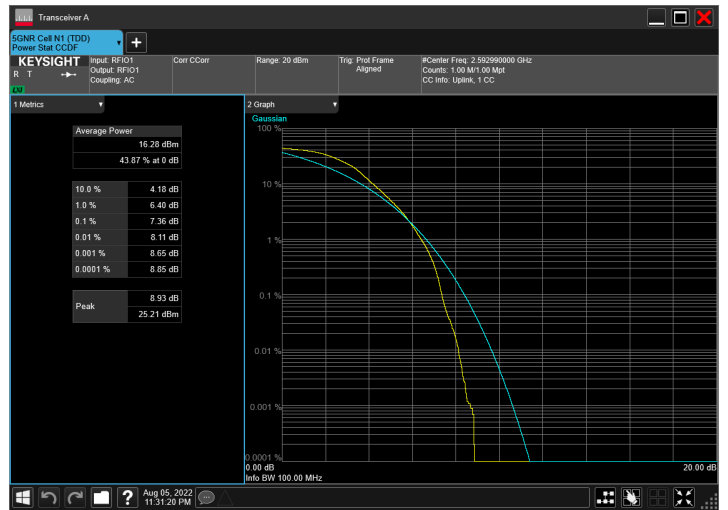 Transceiver A
5GNR Cell N1 (TDD)
Power Stat CCDF
KEYSIGHT
R T
LXI
Input: RFIO1
Output: RFIO1
Coupling: AC
Corr CCorr
Range: 20 dBm
Trig: Prot Frame
Aligned
#Center Freq: 2.592990000 GHz
Counts: 1.00 M/1.00 Mpt
CC Info: Uplink, 1 CC
1 Metrics
Average Power
16.28 dBm
43.87 % at 0 dB
10.0 % 4.18 dB
1.0 % 6.40 dB
0.1 % 7.36 dB
0.01 % 8.11 dB
0.001 % 8.65 dB
0.0001 % 8.85 dB
Peak
8.93 dB
25.21 dBm
2 Graph
Gaussian
100 %
10 %
1 %
0.1 %
0.01 %
0.001 %
0.0001 %
0.00 dB
20.00 dB
Info BW 100.00 MHz
?
Aug 05, 2022
11:31:20 PM